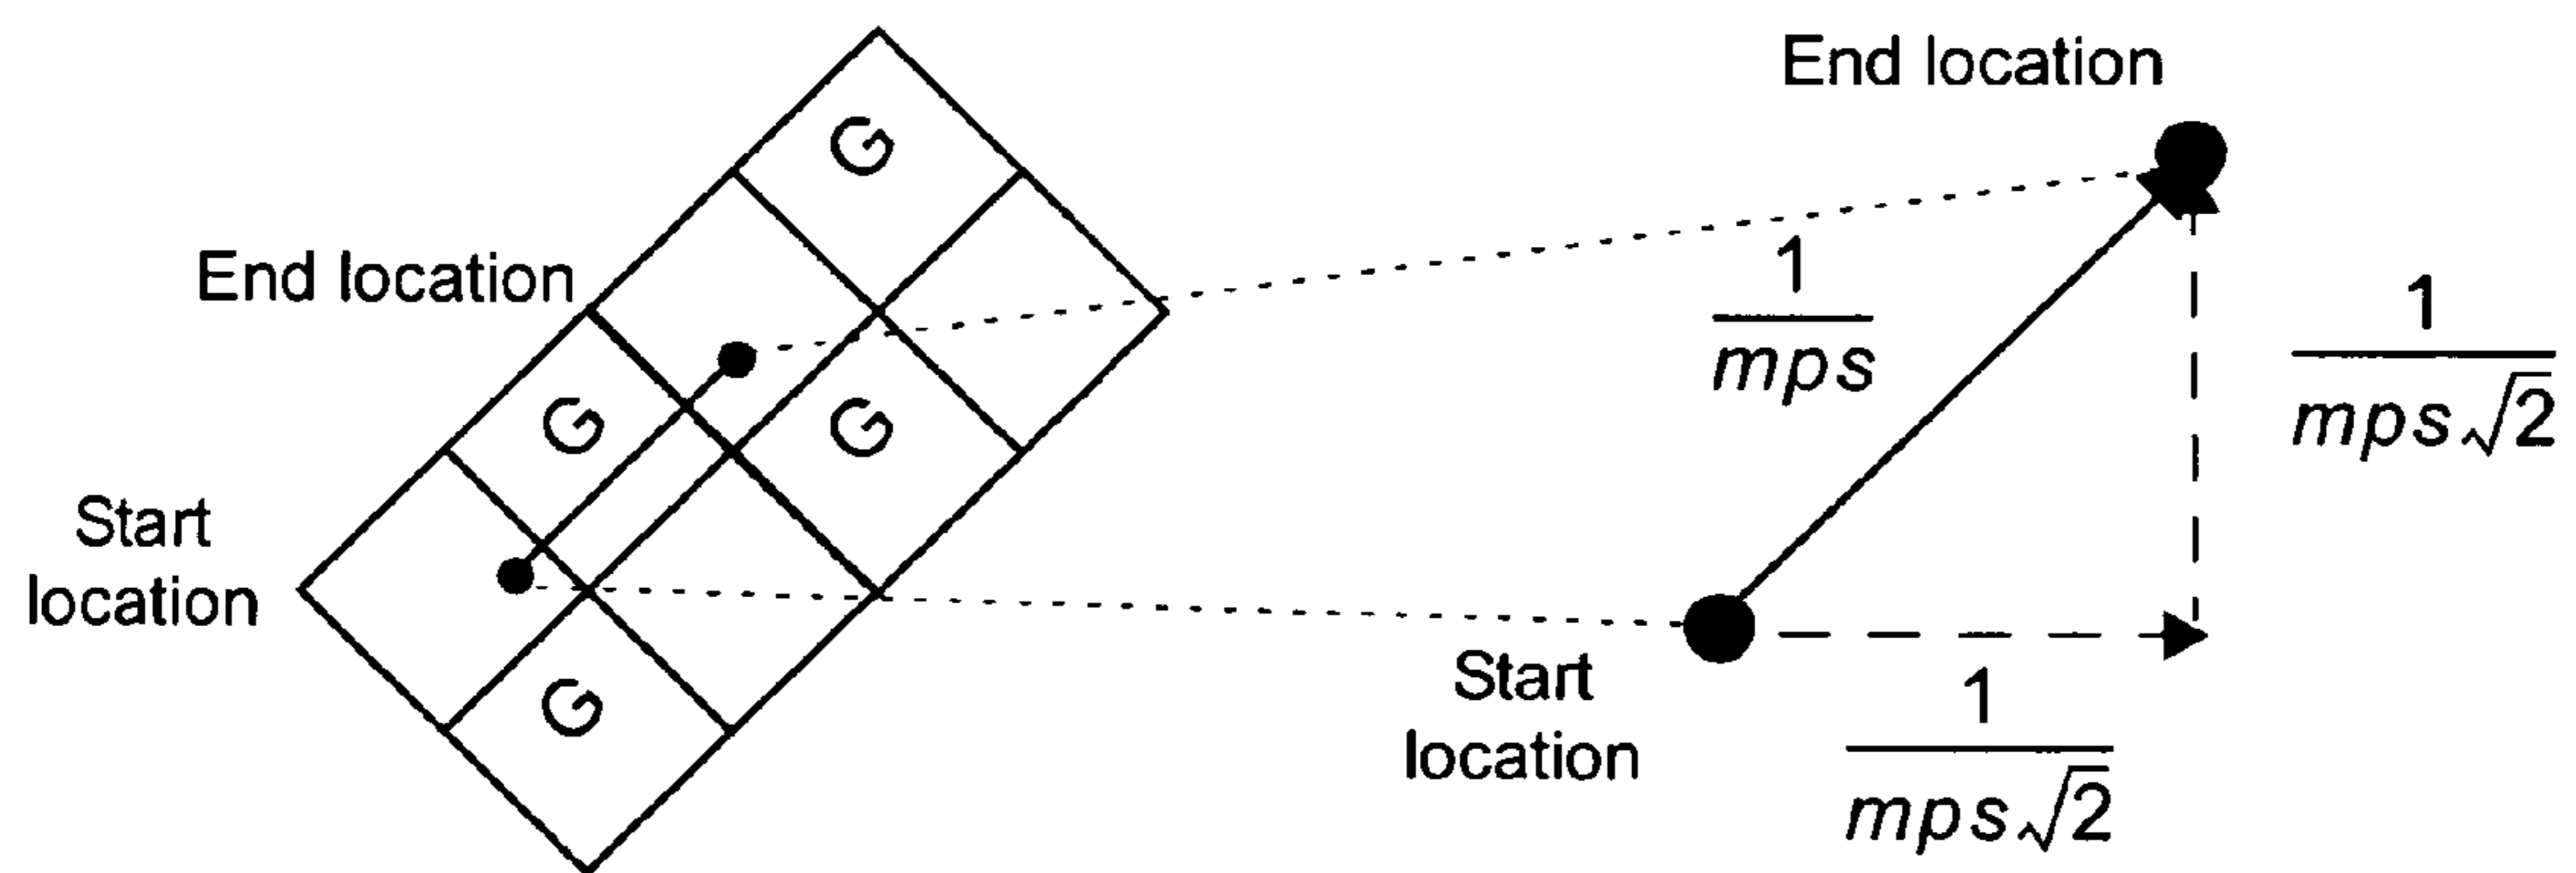 End location
G
End location
1
mps
1
mps√2
G
G
Start
location
Start
location
1
mps√2
G